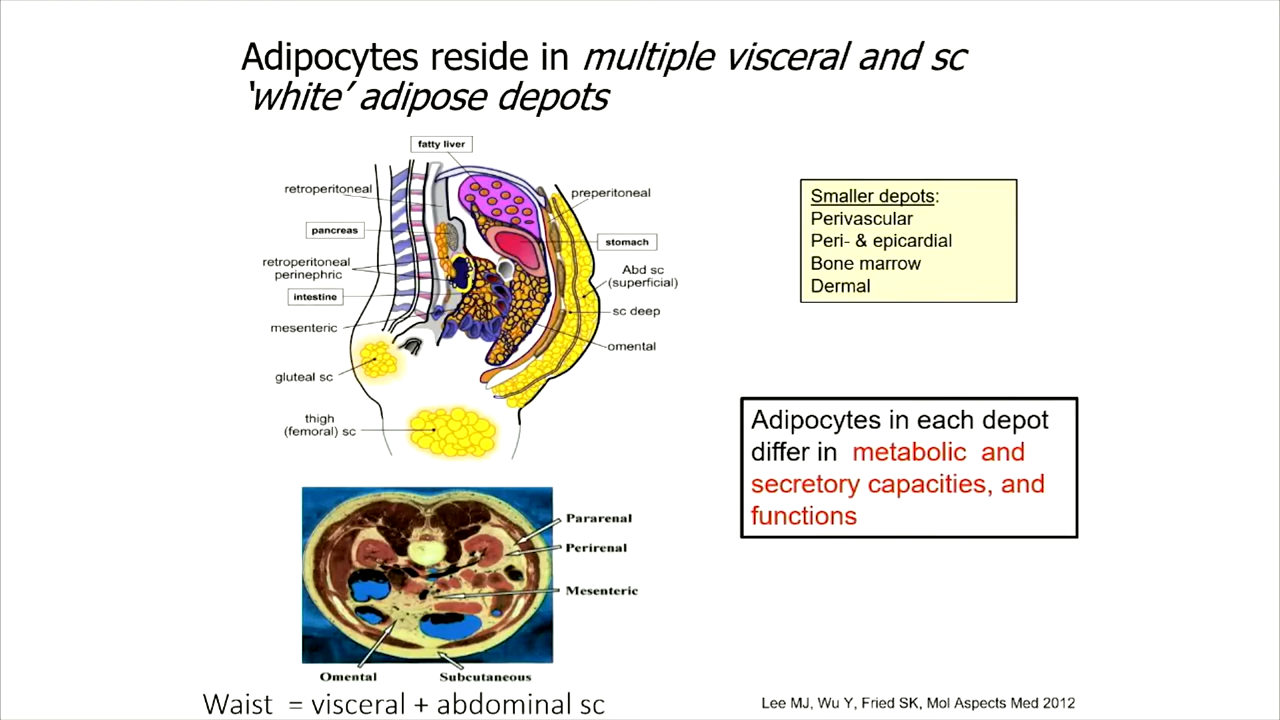 Adipocytes reside in multiple visceral and sc
‘white’ adipose depots
fatty liver
retroperitoneal
preperitoneal
pancreas
stomach
retroperitoneal
perinephric
Abd sc
(superficial)
intestine
sc deep
mesenteric
omental
gluteal sc
thigh
(femoral) sc
Smaller depots:
Perivascular
Peri- & epicardial
Bone marrow
Dermal
Adipocytes in each depot
differ in metabolic and
secretory capacities, and
functions
Pararenal
Perirenal
Mesenteric
Omental
Subcutaneous
Waist = visceral + abdominal sc
Lee MJ, Wu Y, Fried SK, Mol Aspects Med 2012